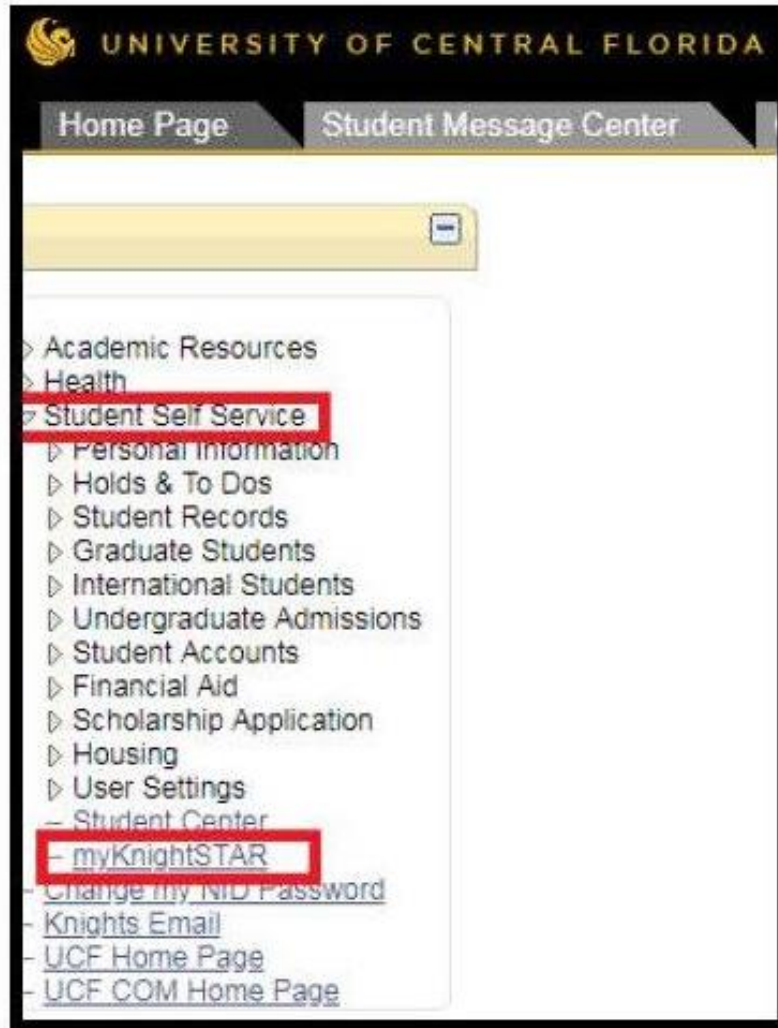 UNIVERSITY OF CENTRAL FLORIDA
Home Page Student Message Center
Academic Resources
Health
Student Self Service
Personal Information
Holds & To Dos
Student Records
Graduate Students
International Students
Undergraduate Admissions
Student Accounts
Financial Aid
Scholarship Application
Housing
User Settings
– Student Center
– myKnightSTAR
– Change my NID Password
– Knights Email
– UCF Home Page
– UCF COM Home Page